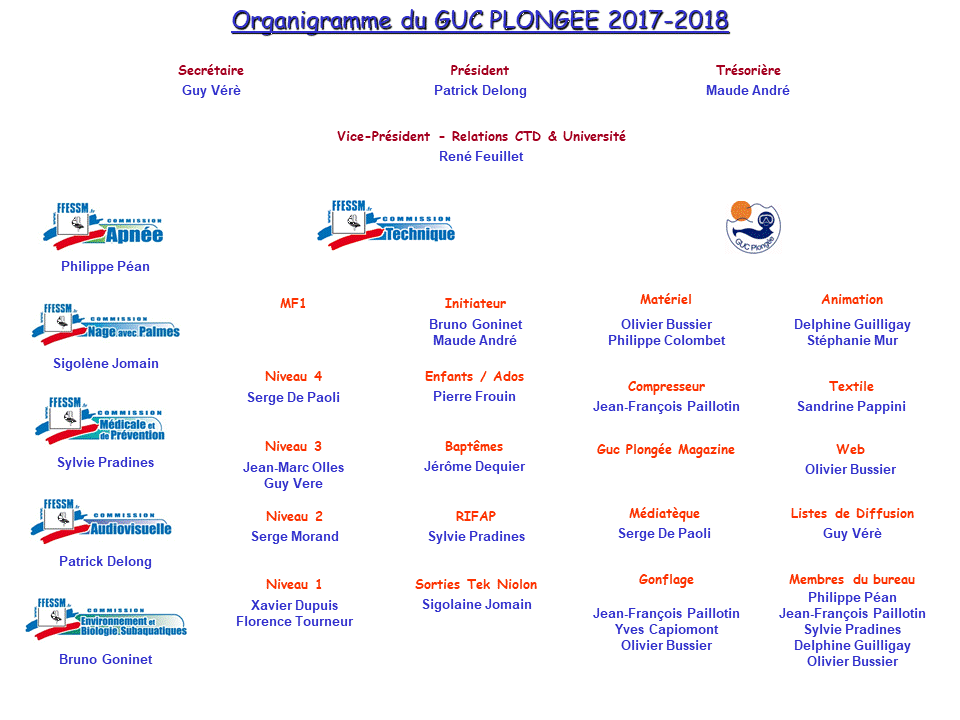 Organigramme du GUC PLONGEE 2017-2018
Secrétaire
Guy Vérè
Président
Patrick Delong
Trésorière
Maude André
Vice-Président - Relations CTD & Université
René Feuillet
FFESSM.fr
COMMISSION
Apnée
Philippe Péan
FFESSM.fr
COMMISSION
Nage avec Palmes
Sigolène Jomain
FFESSM.fr
COMMISSION
Médicale et
de Prévention
Sylvie Pradines
FFESSM.fr
COMMISSION
Audiovisuelle
Patrick Delong
FFESSM.fr
COMMISSION
Environnement et
Biologie Subaquatiques
Bruno Goninet
FFESSM.fr
COMMISSION
Technique
MF1
Niveau 4
Serge De Paoli
Niveau 3
Jean-Marc Olles
Guy Vere
Niveau 2
Serge Morand
Niveau 1
Xavier Dupuis
Florence Tourneur
Initiateur
Bruno Goninet
Maude André
Enfants / Ados
Pierre Frouin
Baptêmes
Jérôme Dequier
RIFAP
Sylvie Pradines
Sorties Tek Niolon
Sigolaine Jomain
GUC Plongée
Matériel
Olivier Bussier
Philippe Colombet
Compresseur
Jean-François Paillotin
Guc Plongée Magazine
Médiatèque
Serge De Paoli
Gonflage
Jean-François Paillotin
Yves Capiomont
Olivier Bussier
Animation
Delphine Guilligay
Stéphanie Mur
Textile
Sandrine Pappini
Web
Olivier Bussier
Listes de Diffusion
Guy Vérè
Membres du bureau
Philippe Péan
Jean-François Paillotin
Sylvie Pradines
Delphine Guilligay
Olivier Bussier